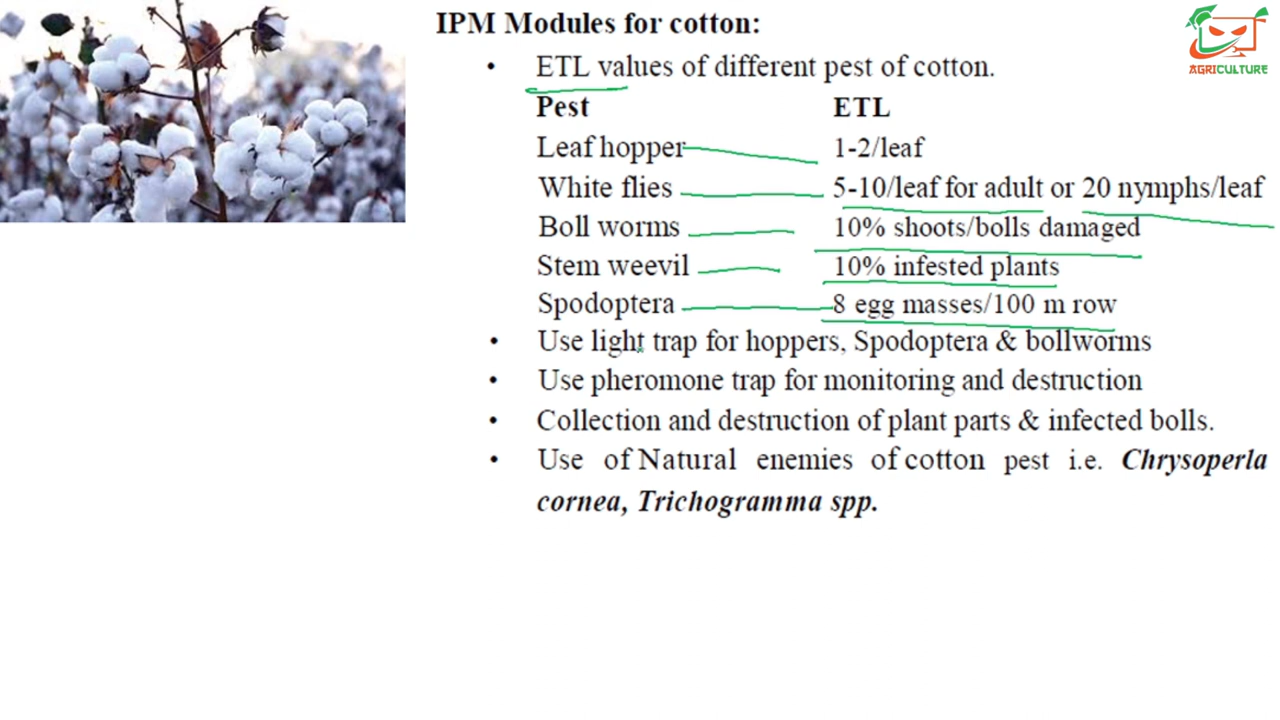 IPM Modules for cotton:
AGRICULTURE
• ETL values of different pest of cotton.
Pest ETL
Leaf hopper 1-2/leaf
White flies 5-10/leaf for adult or 20 nymphs/leaf
Boll worms 10% shoots/bolls damaged
Stem weevil 10% infested plants
Spodoptera 8 egg masses/100 m row
• Use light trap for hoppers, Spodoptera & bollworms
• Use pheromone trap for monitoring and destruction
• Collection and destruction of plant parts & infected bolls.
• Use of Natural enemies of cotton pest i.e. Chrysoperla
cornea, Trichogramma spp.